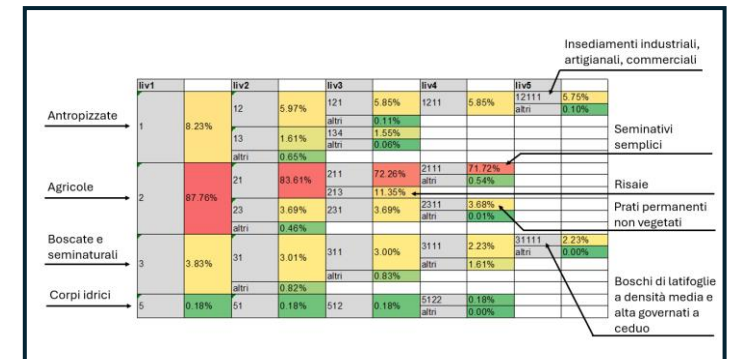 Insediamenti industriali,
artigianali, commerciali
liv1 liv2 liv3 liv4 liv5
Antropizzate
1 8.23% 12 5.97% 121 5.85% 1211 5.85% 12111 5.75%
altri 0.10%
altri 0.11%
13 1.61% 134 1.55%
altri 0.06%
altri 0.65%
Seminativi
semplici
Agricole
2 87.76% 21 83.61% 211 72.26% 2111 71.72%
altri 0.54%
213 11.35%
Risaie
23 3.69% 231 3.69% 2311 3.68%
altri 0.01%
altri 0.46%
Prati permanenti
non vegetati
Boscate e
seminaturali
3 3.83% 31 3.01% 311 3.00% 3111 2.23% 31111 2.23%
altri 0.00%
altri 1.61%
altri 0.83%
altri 0.82%
Boschi di latifoglie
a densità media e
alta governati a
ceduo
Corpi idrici
5 0.18% 51 0.18% 512 0.18% 5122 0.18%
altri 0.00%